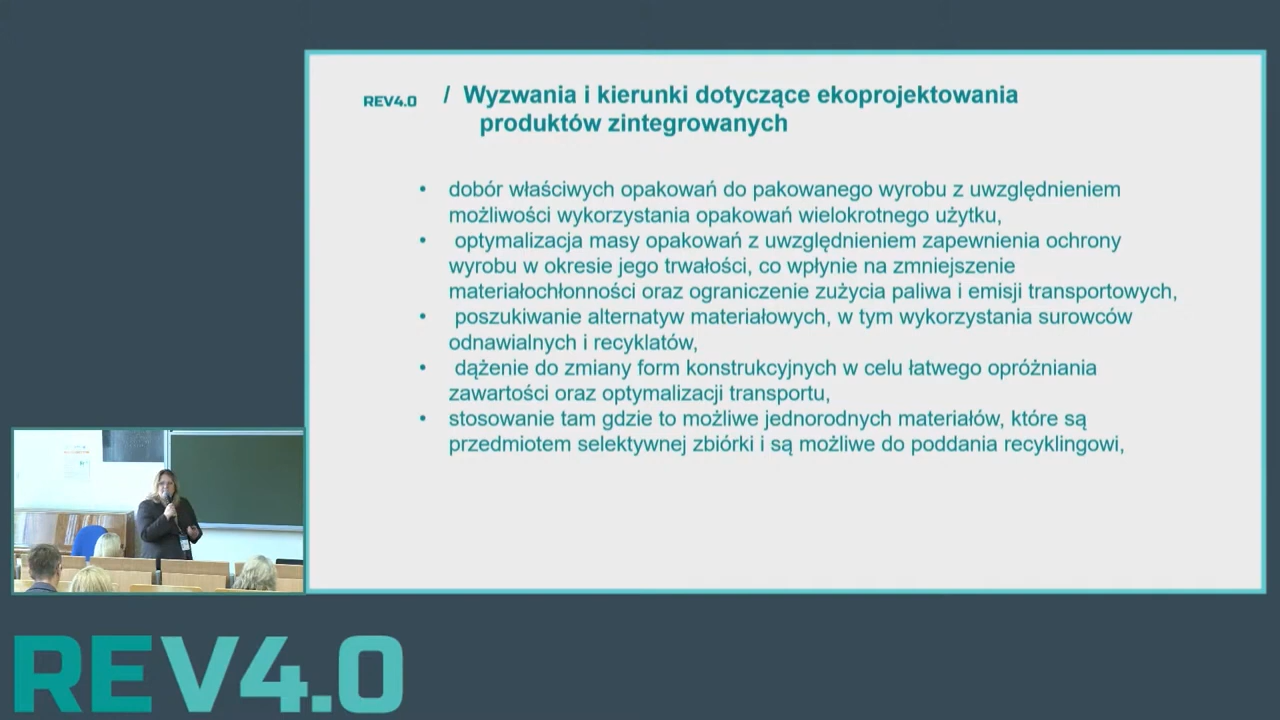 REV4.0 / Wyzwania i kierunki dotyczące ekoprojektowania
produktów zintegrowanych
• dobór właściwych opakowań do pakowanego wyrobu z uwzględnieniem
możliwości wykorzystania opakowań wielokrotnego użytku,
• optymalizacja masy opakowań z uwzględnieniem zapewnienia ochrony
wyrobu w okresie jego trwałości, co wpłynie na zmniejszenie
materiałochłonności oraz ograniczenie zużycia paliwa i emisji transportowych,
• poszukiwanie alternatyw materiałowych, w tym wykorzystania surowców
odnawialnych i recyklatów,
• dążenie do zmiany form konstrukcyjnych w celu łatwego opróżniania
zawartości oraz optymalizacji transportu,
• stosowanie tam gdzie to możliwe jednorodnych materiałów, które są
przedmiotem selektywnej zbiórki i są możliwe do poddania recyklingowi,
REV4.0